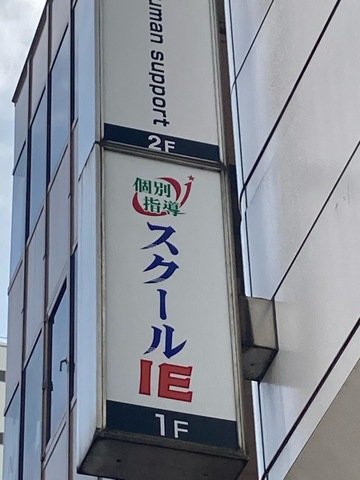 uman support
2F
個別
指導
スクール
IE
1F